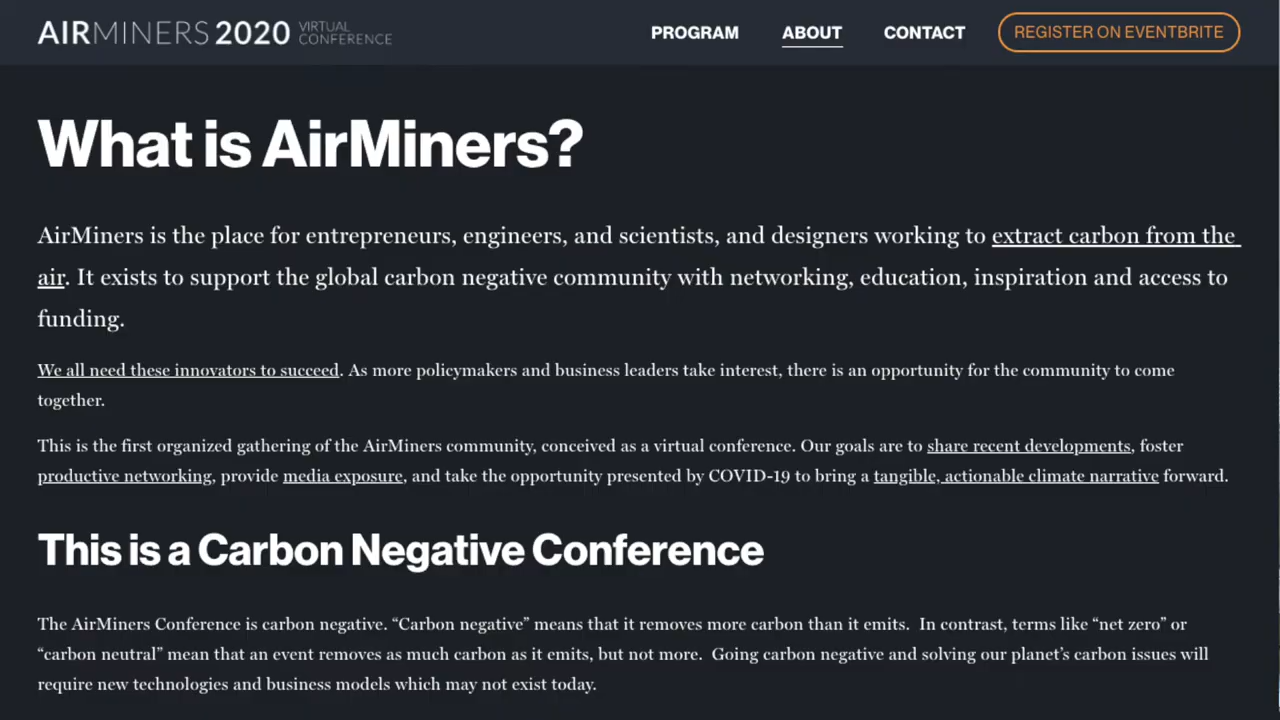 AIRMINERS 2020 VIRTUAL CONFERENCE
PROGRAM ABOUT CONTACT REGISTER ON EVENTBRITE
What is AirMiners?
AirMiners is the place for entrepreneurs, engineers, and scientists, and designers working to extract carbon from the
air. It exists to support the global carbon negative community with networking, education, inspiration and access to
funding.
We all need these innovators to succeed. As more policymakers and business leaders take interest, there is an opportunity for the community to come
together.
This is the first organized gathering of the AirMiners community, conceived as a virtual conference. Our goals are to share recent developments, foster
productive networking, provide media exposure, and take the opportunity presented by COVID-19 to bring a tangible, actionable climate narrative forward.
This is a Carbon Negative Conference
The AirMiners Conference is carbon negative. “Carbon negative” means that it removes more carbon than it emits.  In contrast, terms like “net zero” or
“carbon neutral” mean that an event removes as much carbon as it emits, but not more.  Going carbon negative and solving our planet’s carbon issues will
require new technologies and business models which may not exist today.